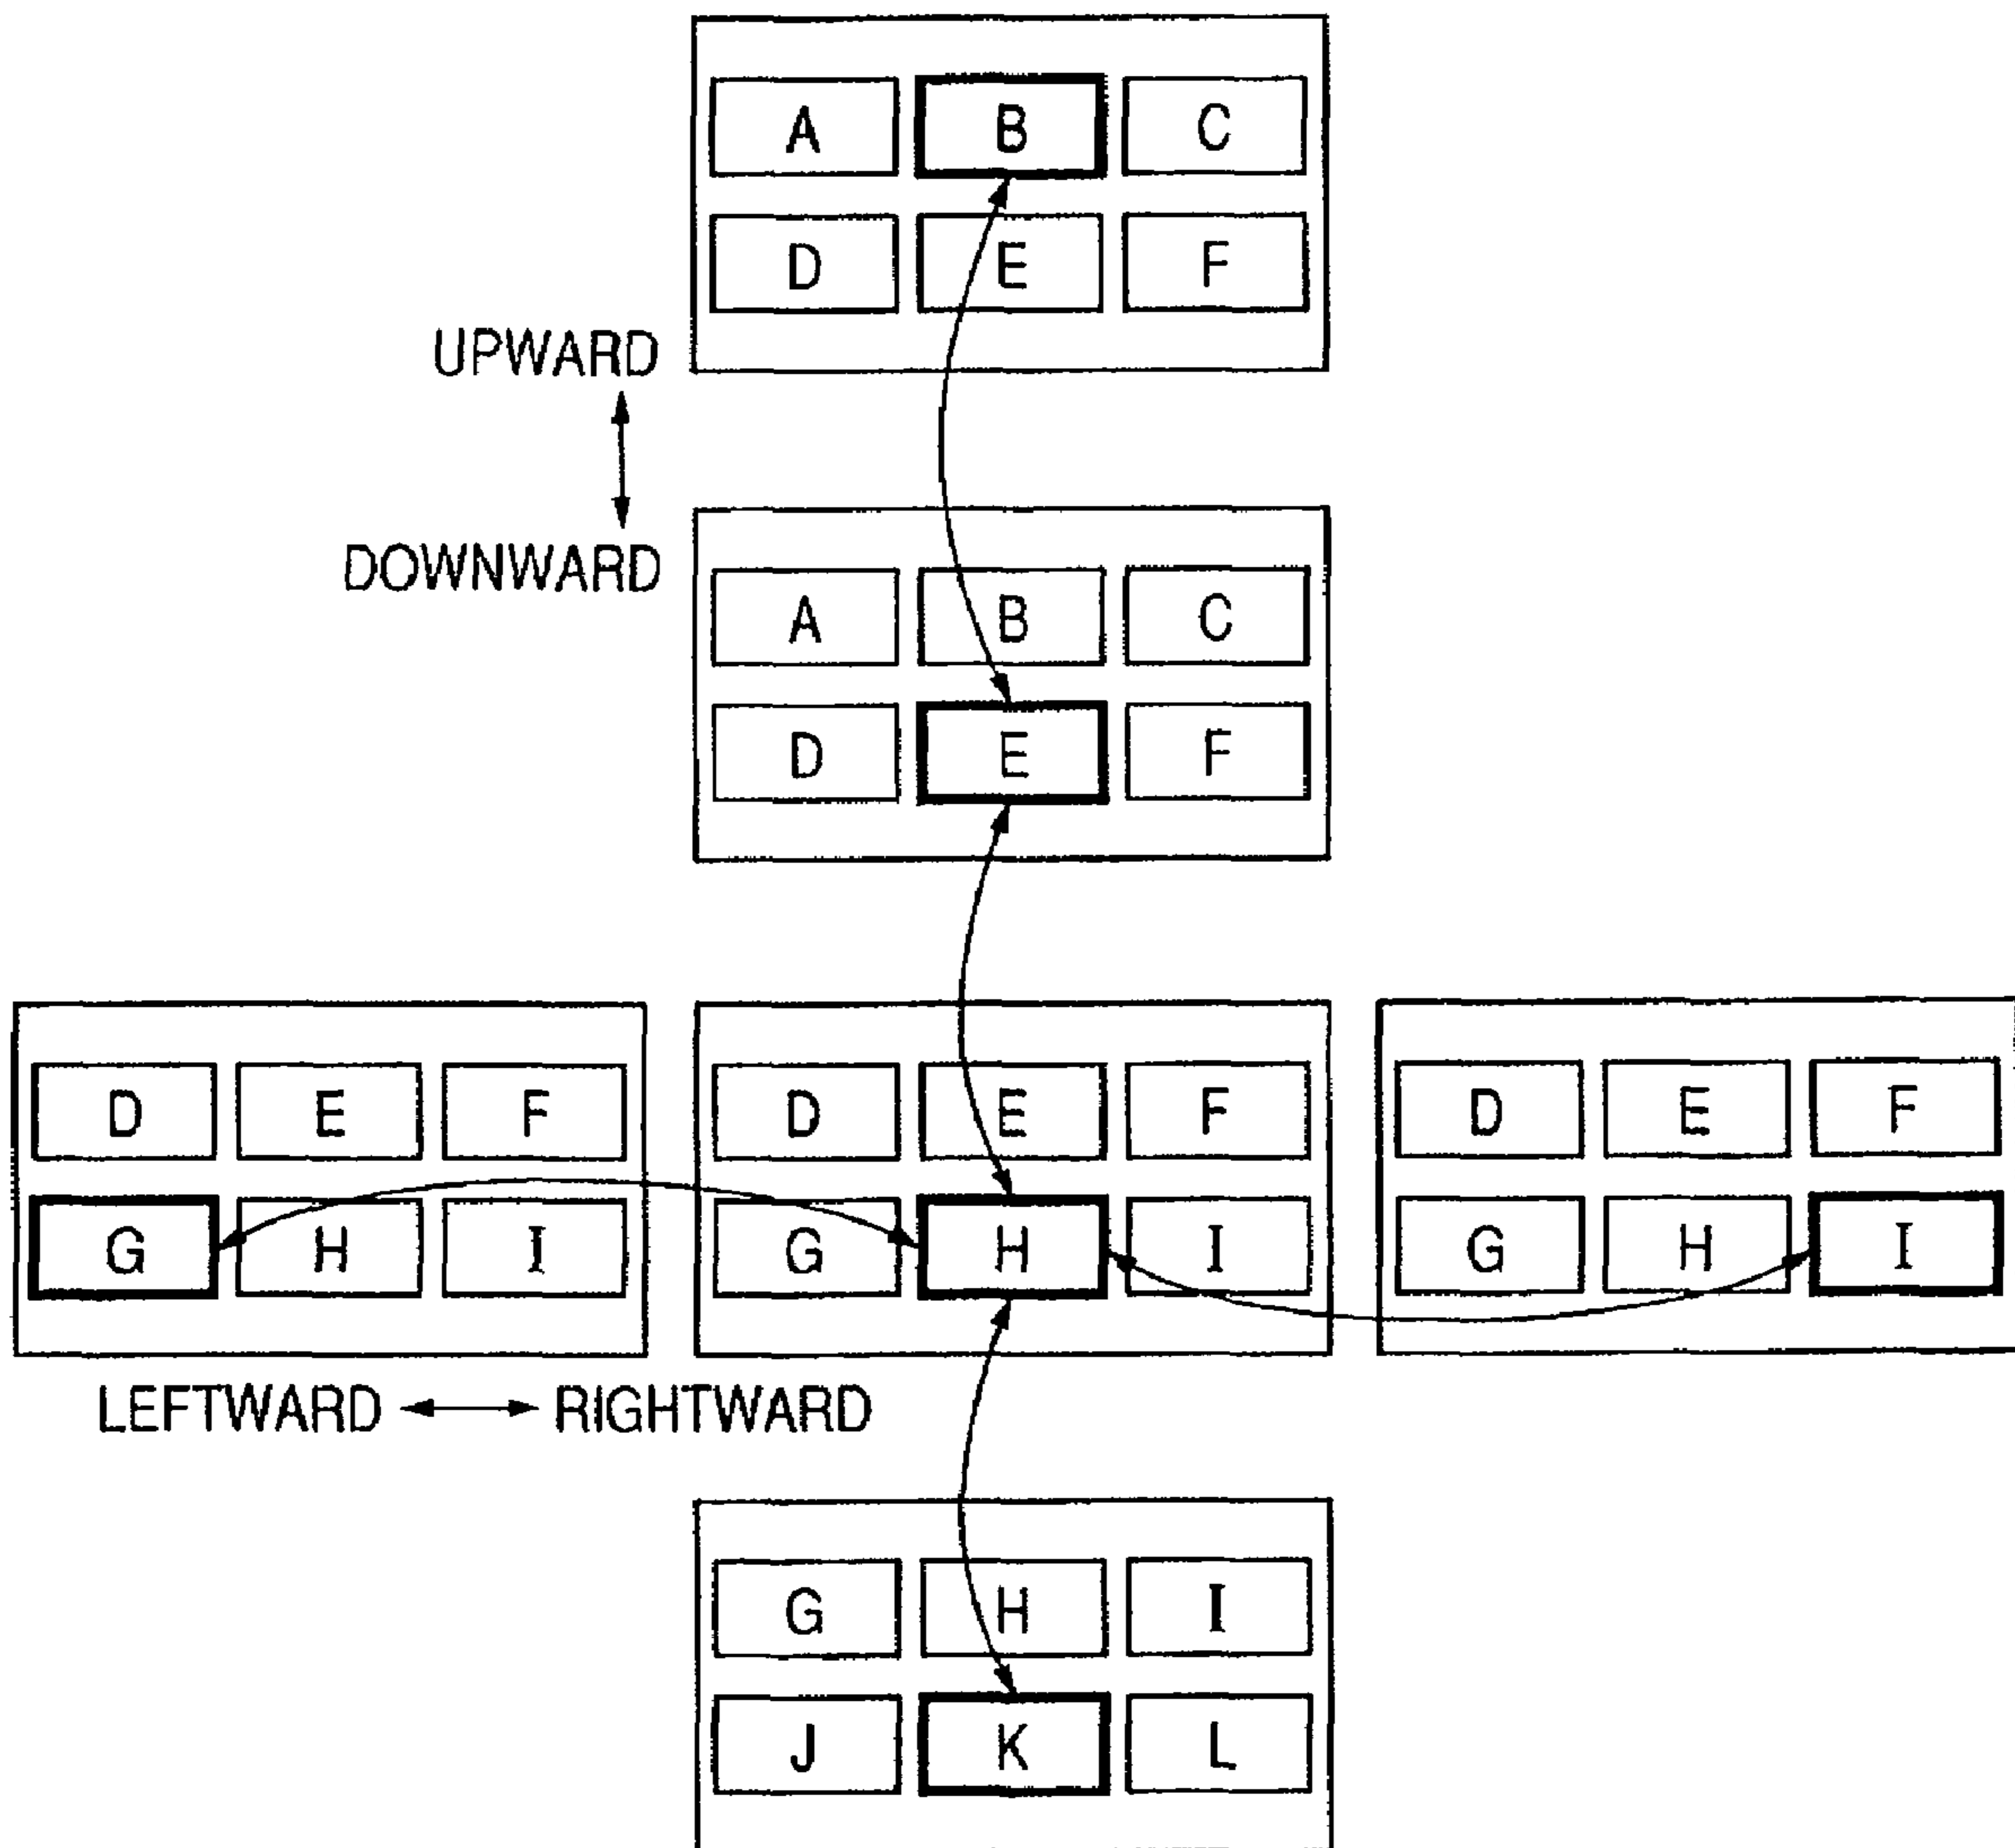 A B C
D E F
UPWARD
DOWNWARD
A B C
D E F
D E F D E F D E F
G H I G H I G H I
LEFTWARD RIGHTWARD
G H I
J K L